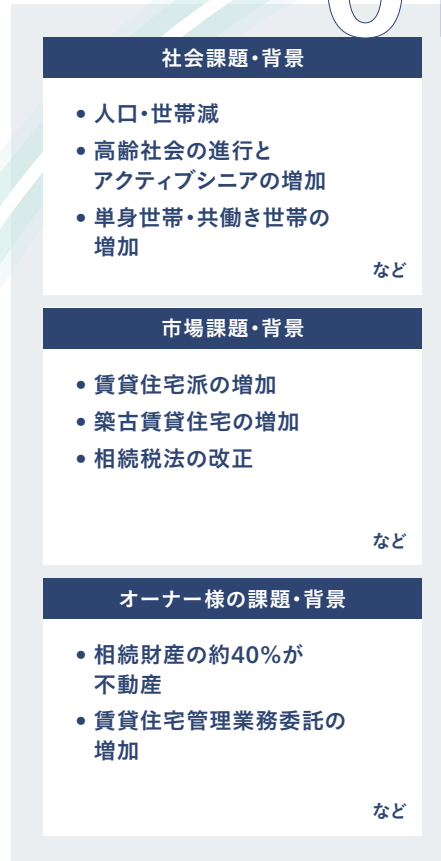 社会課題・背景
• 人口・世帯減
• 高齢社会の進行と
アクティブシニアの増加
• 単身世帯・共働き世帯の
増加
など
市場課題・背景
• 賃貸住宅派の増加
• 築古賃貸住宅の増加
• 相続税法の改正
など
オーナー様の課題・背景
• 相続財産の約40%が
不動産
• 賃貸住宅管理業務委託の
増加
など